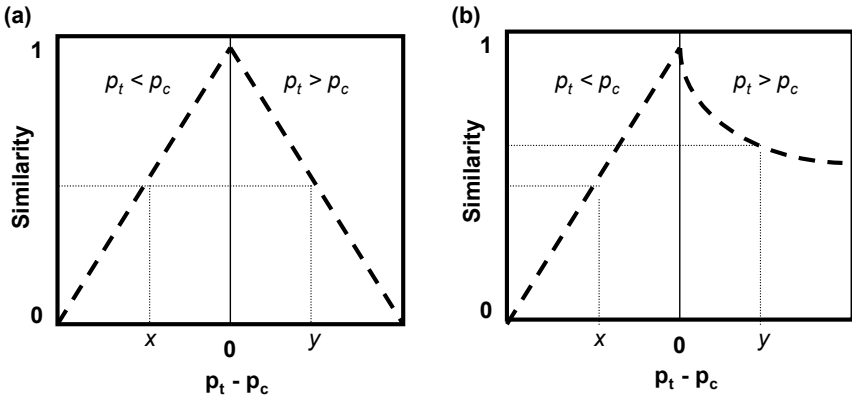 (a)
1
p_t < p_c
p_t > p_c
Similarity
0
x
0
y
p_t - p_c
(b)
1
p_t < p_c
p_t > p_c
Similarity
0
x
0
y
p_t - p_c